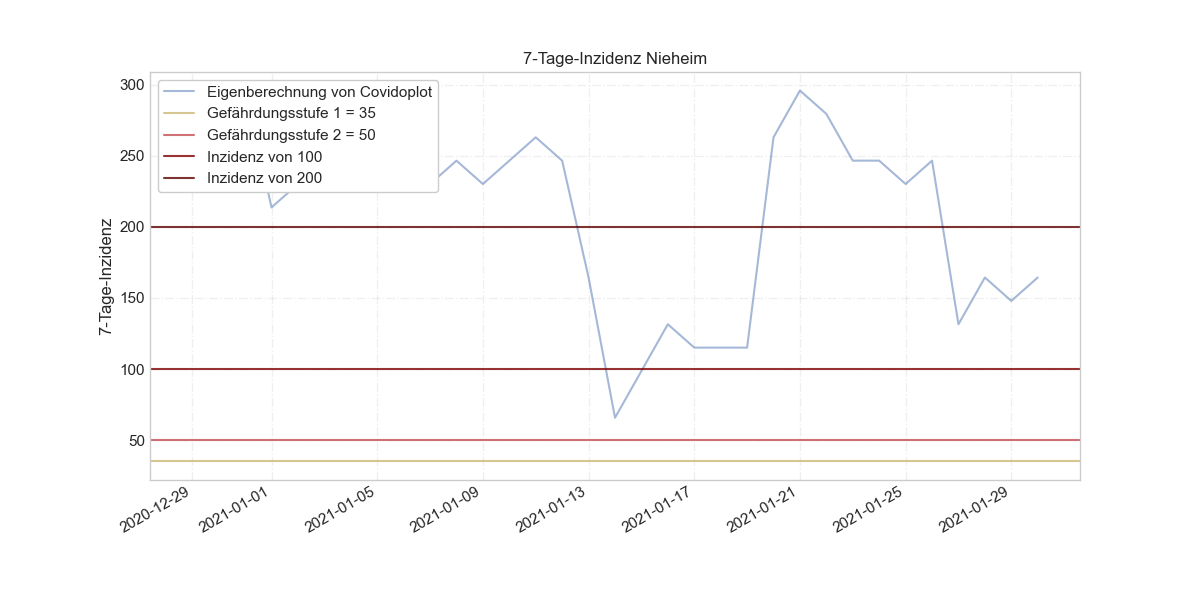 7-Tage-Inzidenz Nieheim
300
250
200
150
100
50
7-Tage-Inzidenz
Eigenberechnung von Covidoplot
Gefährdungsstufe 1 = 35
Gefährdungsstufe 2 = 50
Inzidenz von 100
Inzidenz von 200
2020-12-29
2021-01-01
2021-01-05
2021-01-09
2021-01-13
2021-01-17
2021-01-21
2021-01-25
2021-01-29